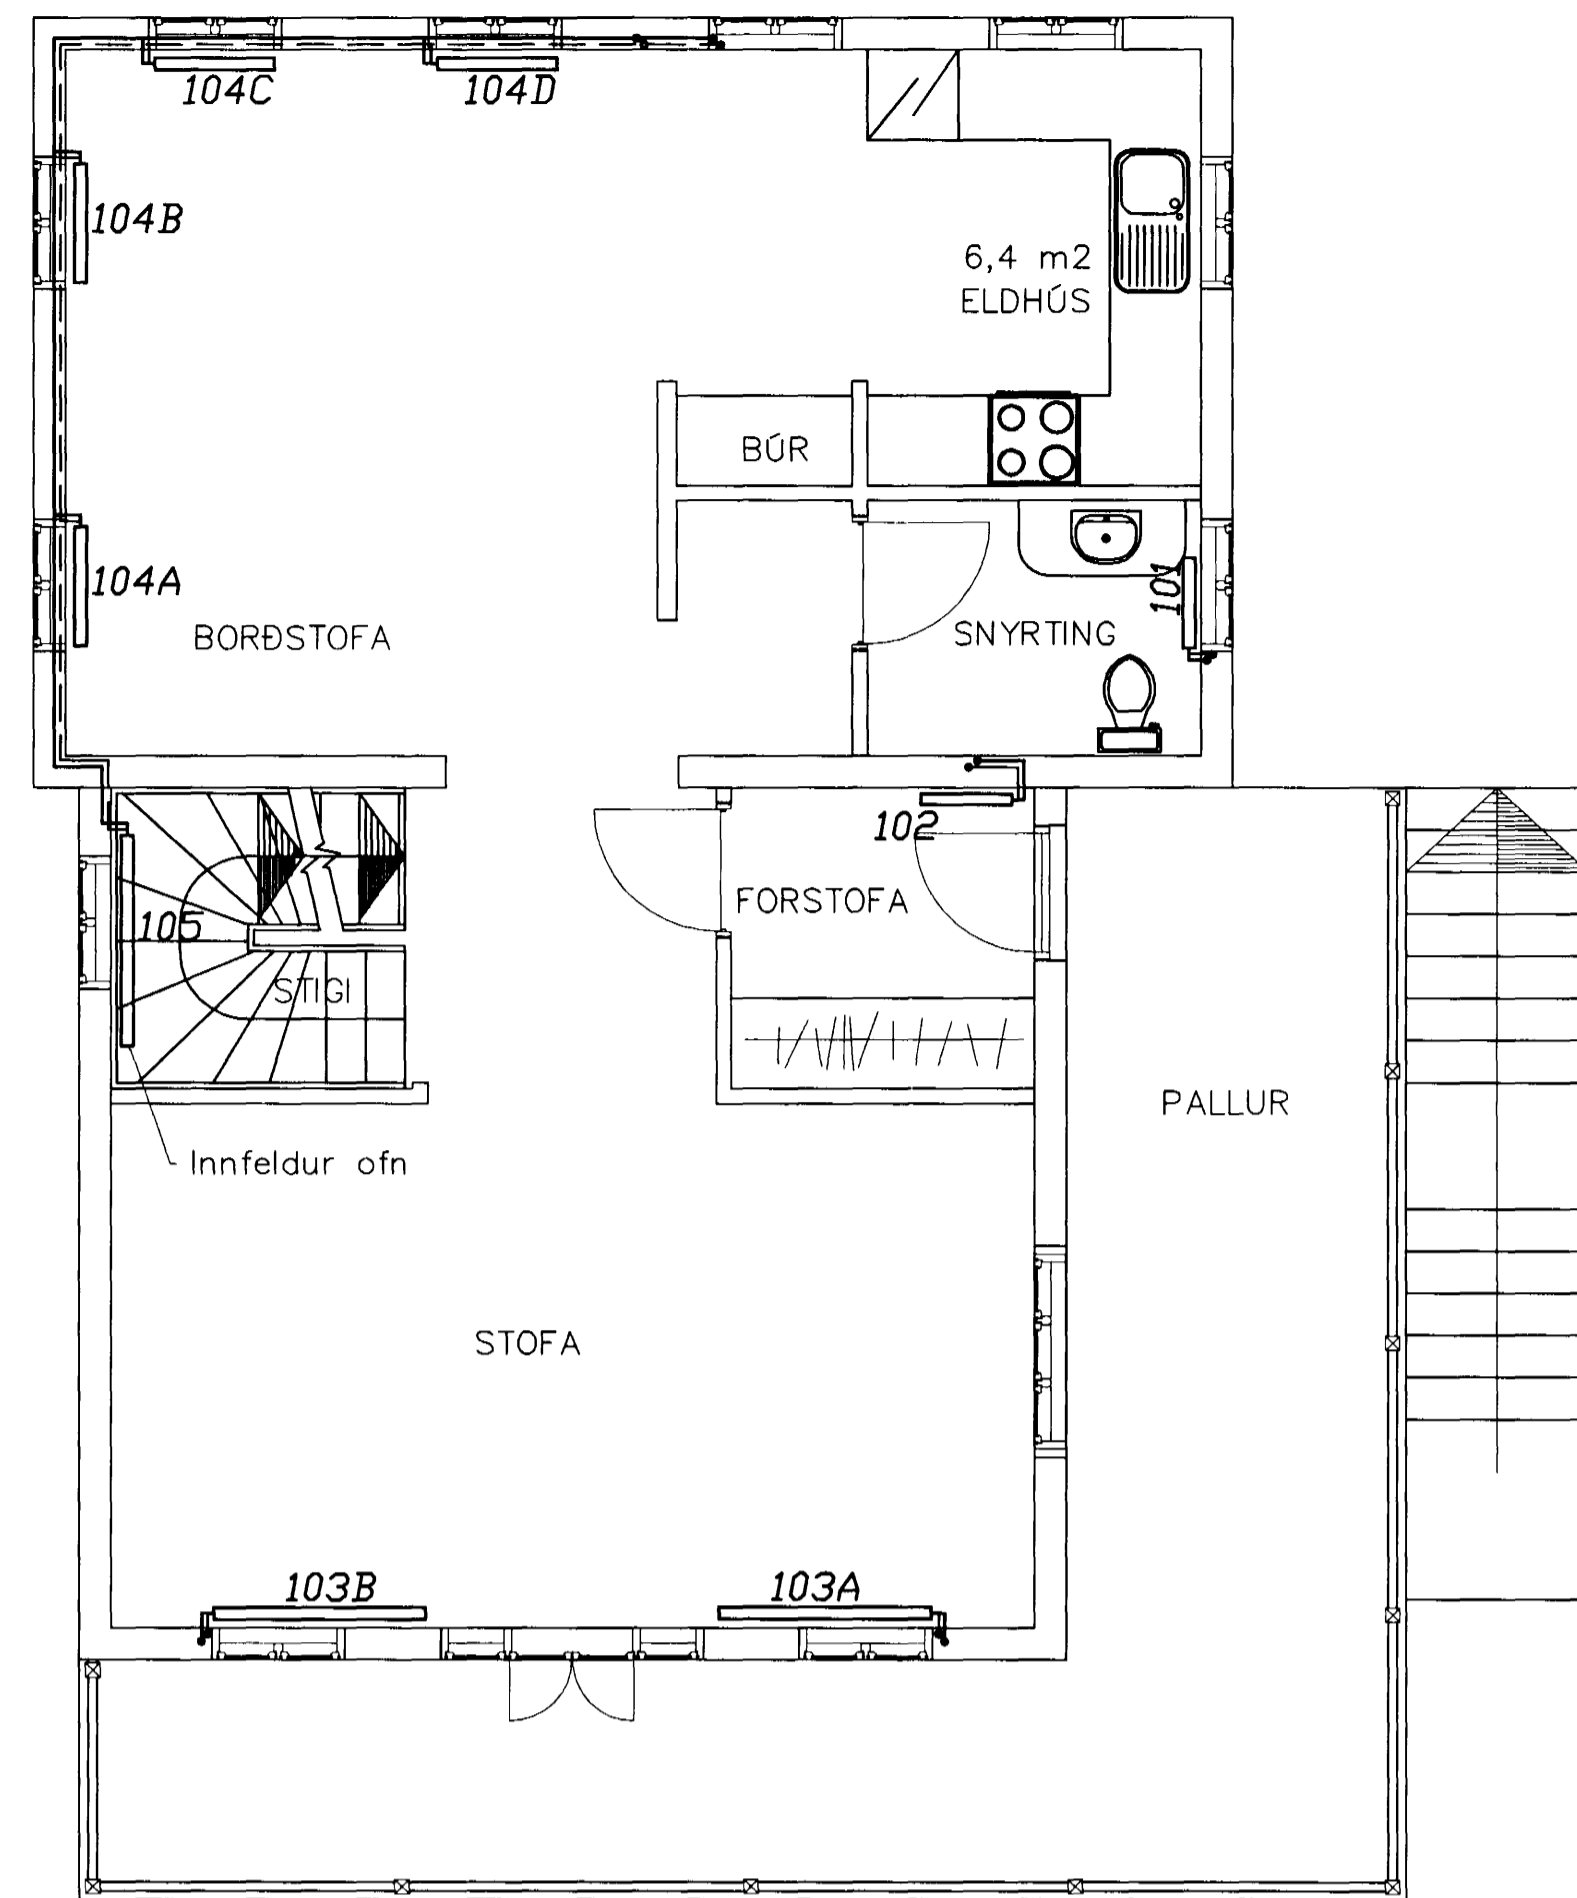 104C
104D
104B
6,4 m2
ELDHÚS
BÚR
104A
101
BORÐSTOFA
SNYRTING
102
FORSTOFA
105
STIGI
PALLUR
Innfeldur ofn
STOFA
103B
103A